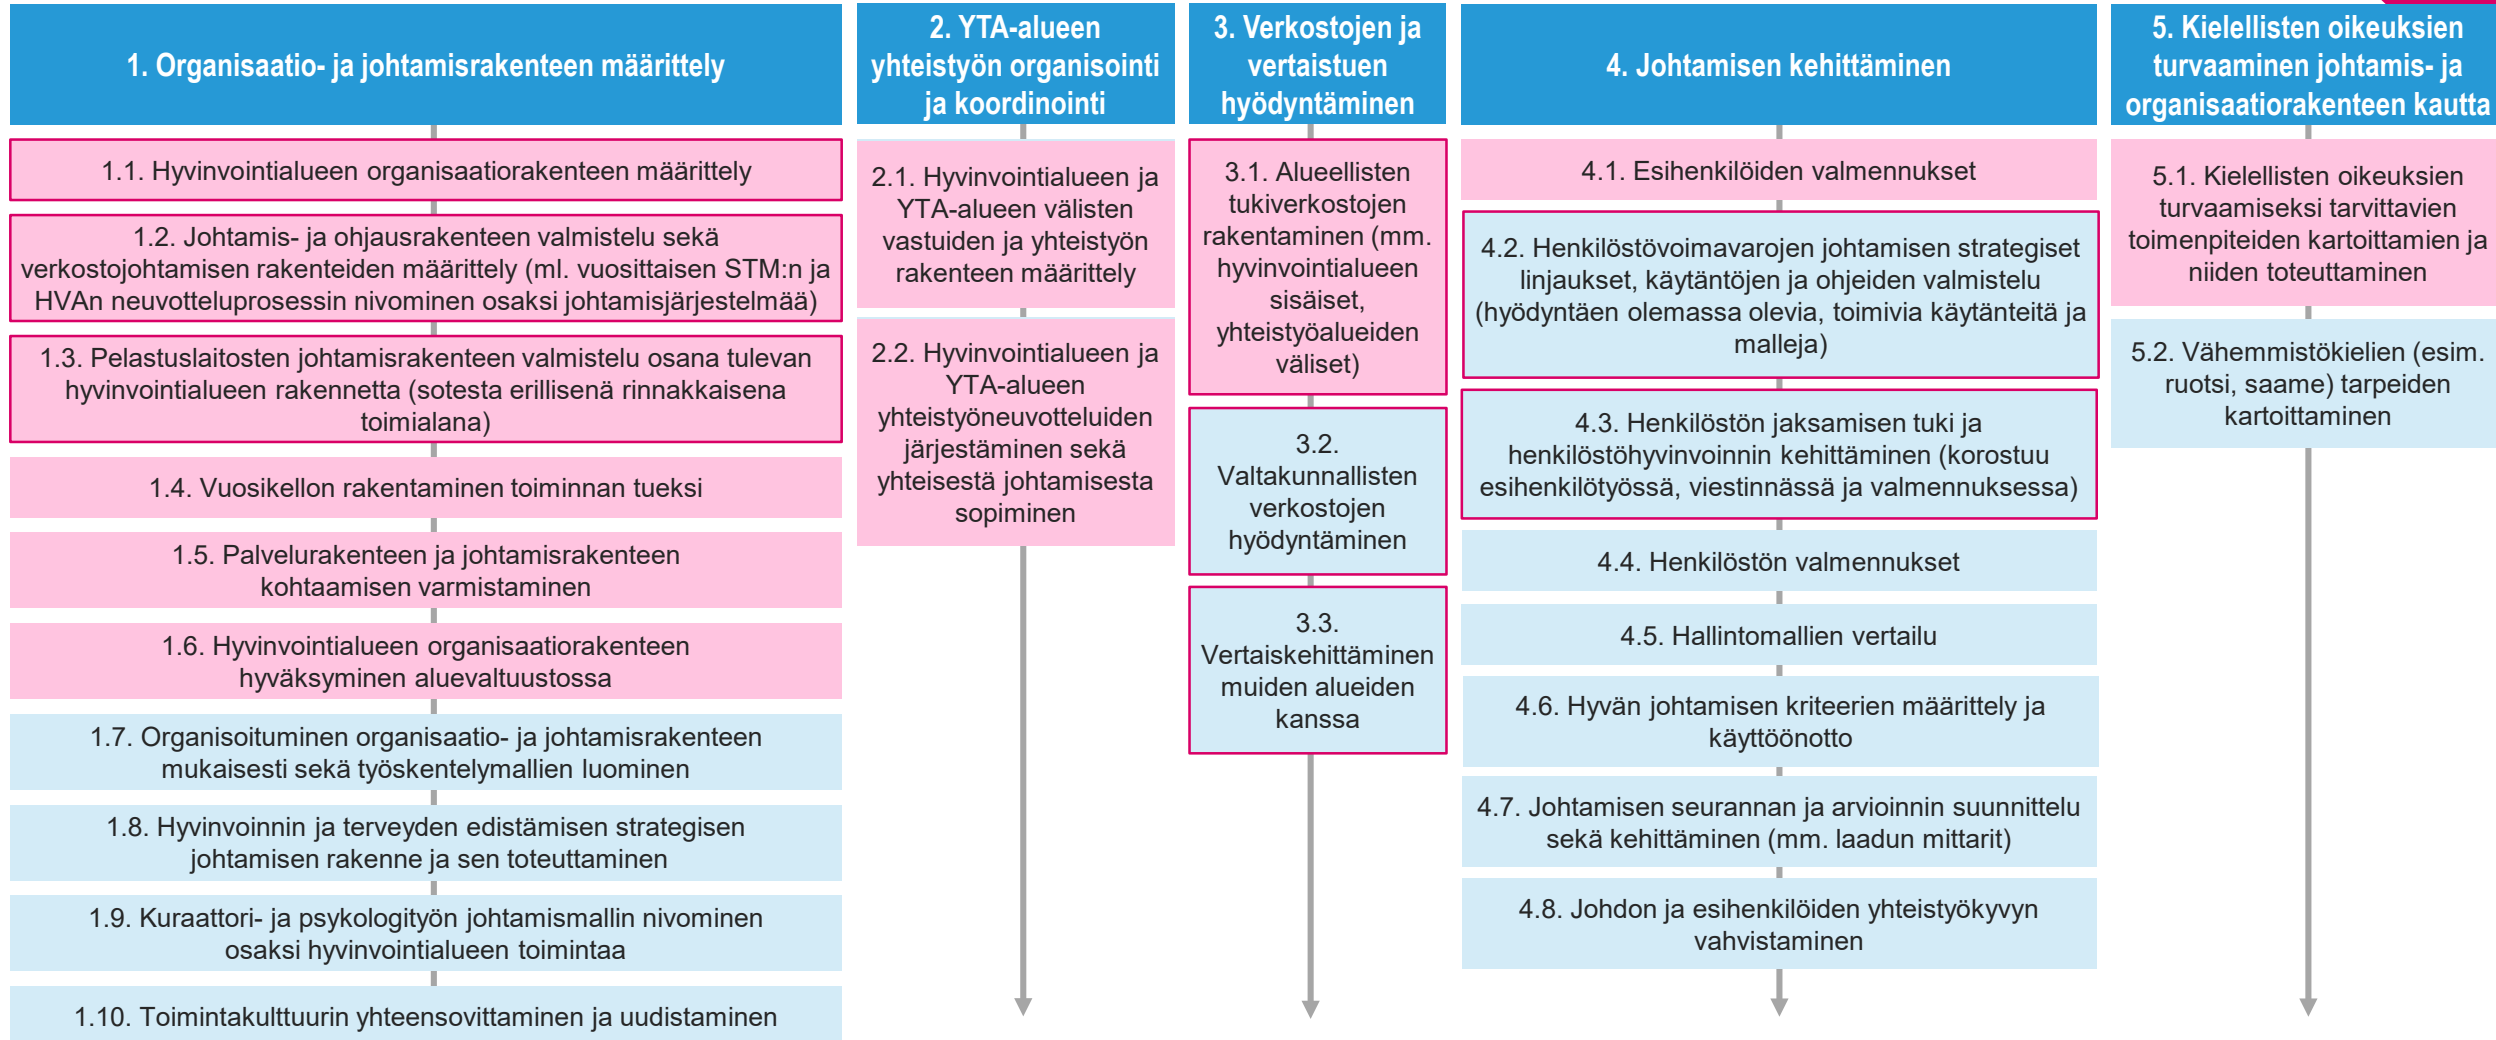 1. Organisaatio- ja johtamisrakenteen määrittely
1.1. Hyvinvointialueen organisaatiorakenteen määrittely
1.2. Johtamis- ja ohjausrakenteen valmistelu sekä
verkostojohtamisen rakenteiden määrittely (ml. vuosittaisen STM:n ja
HVAn neuvotteluprosessin nivominen osaksi johtamisjärjestelmää)
1.3. Pelastuslaitosten johtamisrakenteen valmistelu osana tulevan
hyvinvointialueen rakennetta (sotesta erillisenä rinnakkaisena
toimialana)
1.4. Vuosikellon rakentaminen toiminnan tueksi
1.5. Palvelurakenteen ja johtamisrakenteen
kohtaamisen varmistaminen
1.6. Hyvinvointialueen organisaatiorakenteen
hyväksyminen aluevaltuustossa
1.7. Organisoituminen organisaatio- ja johtamisrakenteen
mukaisesti sekä työskentelymallien luominen
1.8. Hyvinvoinnin ja terveyden edistämisen strategisen
johtamisen rakenne ja sen toteuttaminen
1.9. Kuraattori- ja psykologityön johtamismallin nivominen
osaksi hyvinvointialueen toimintaa
1.10. Toimintakulttuurin yhteensovittaminen ja uudistaminen
2. YTA-alueen
yhteistyön organisointi
ja koordinointi
2.1. Hyvinvointialueen ja
YTA-alueen välisten
vastuiden ja yhteistyön
rakenteen määrittely
2.2. Hyvinvointialueen ja
YTA-alueen
yhteistyöneuvotteluiden
järjestäminen sekä
yhteisestä johtamisesta
sopiminen
3. Verkostojen ja
vertaistuen
hyödyntäminen
3.1. Alueellisten
tukiverkostojen
rakentaminen (mm.
hyvinvointialueen
sisäiset,
yhteistyöalueiden
väliset)
3.2.
Valtakunnallisten
verkostojen
hyödyntäminen
3.3.
Vertaiskehittäminen
muiden alueiden
kanssa
4. Johtamisen kehittäminen
4.1. Esihenkilöiden valmennukset
4.2. Henkilöstövoimavarojen johtamisen strategiset
linjaukset, käytäntöjen ja ohjeiden valmistelu
(hyödyntäen olemassa olevia, toimivia käytänteitä ja
malleja)
4.3. Henkilöstön jaksamisen tuki ja
henkilöstöhyvinvoinnin kehittäminen (korostuu
esihenkilötyössä, viestinnässä ja valmennuksessa)
4.4. Henkilöstön valmennukset
4.5. Hallintomallien vertailu
4.6. Hyvän johtamisen kriteerien määrittely ja
käyttöönotto
4.7. Johtamisen seurannan ja arvioinnin suunnittelu
sekä kehittäminen (mm. laadun mittarit)
4.8. Johdon ja esihenkilöiden yhteistyökyvyn
vahvistaminen
5. Kielellisten oikeuksien
turvaaminen johtamis- ja
organisaatiorakenteen kautta
5.1. Kielellisten oikeuksien
turvaamiseksi tarvittavien
toimenpiteiden kartoittamien ja
niiden toteuttaminen
5.2. Vähemmistökielien (esim.
ruotsi, saame) tarpeiden
kartoittaminen